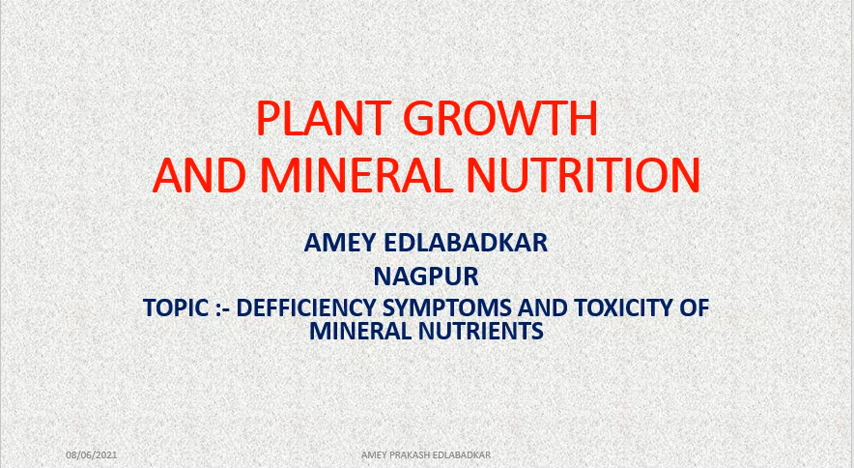 PLANT GROWTH
AND MINERAL NUTRITION
AMEY EDLABADKAR
NAGPUR
TOPIC :- DEFFICIENCY SYMPTOMS AND TOXICITY OF
MINERAL NUTRIENTS
08/06/2021
AMEY PRAKASH EDLABADKAR